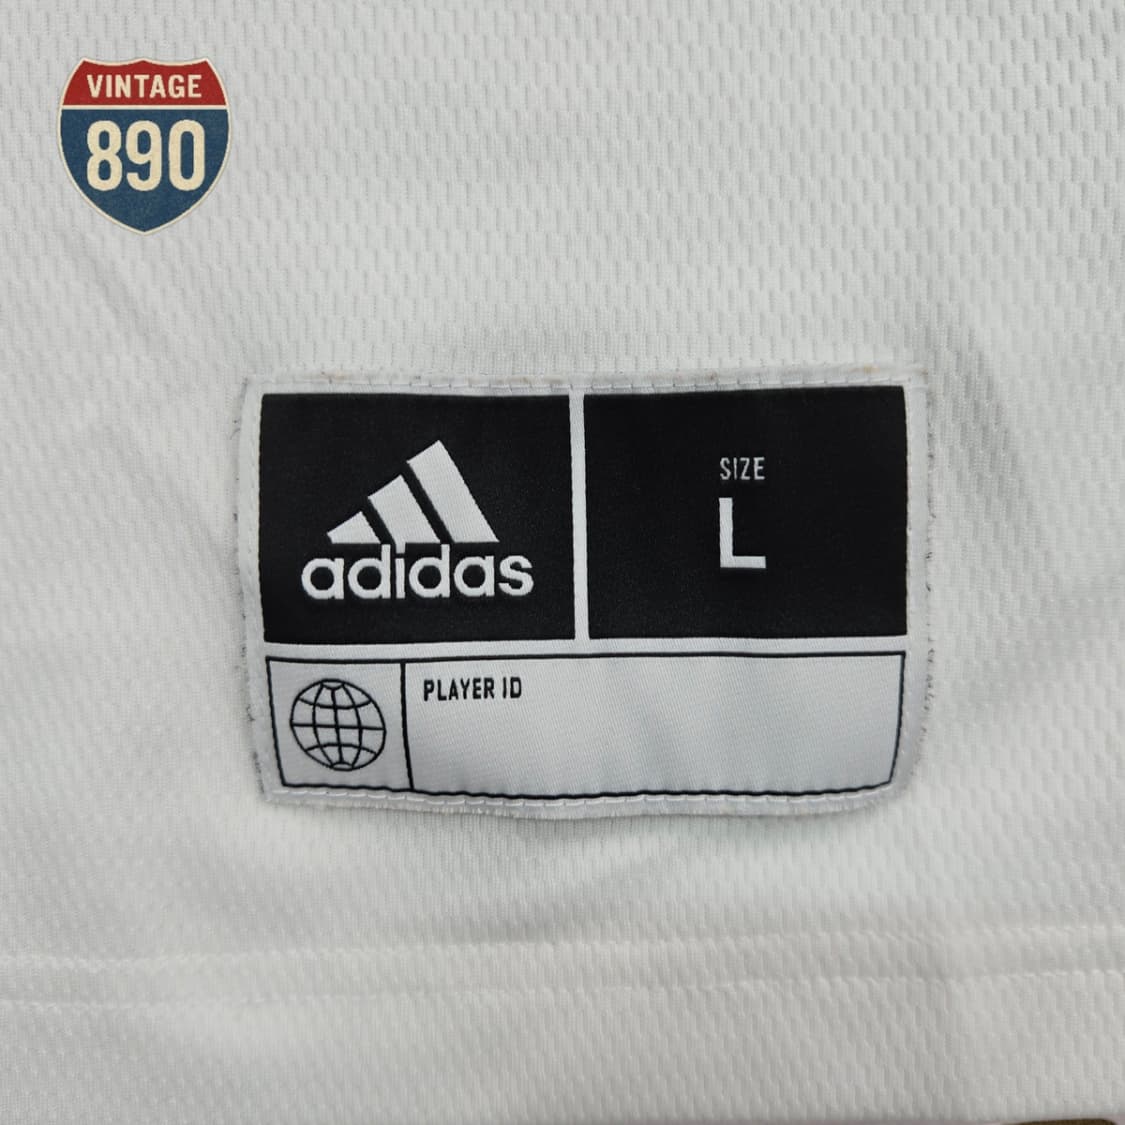 VINTAGE
890
adidas
SIZE
L
PLAYER ID